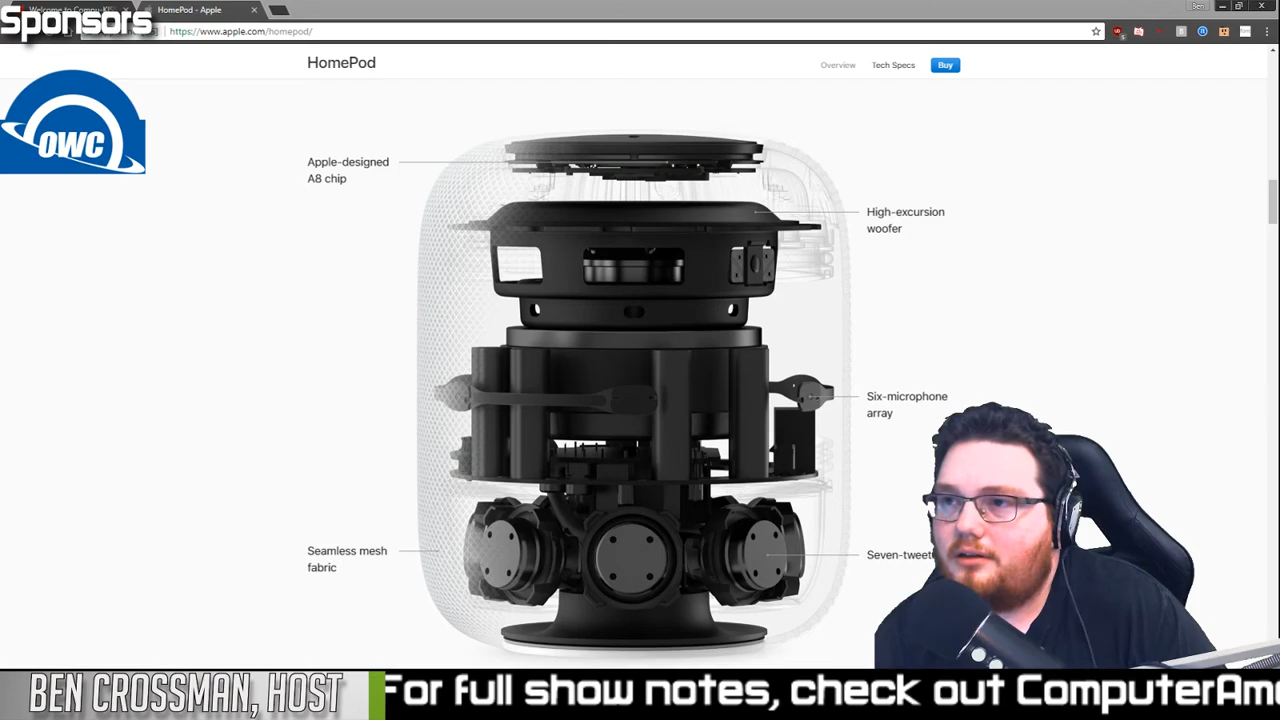 Sponsors
HomePod - Apple
Ben
https://www.apple.com/homepod/
HomePod
Overview
Tech Specs
Buy
OWC
Apple-designed
A8 chip
High-excursion
woofer
Six-microphone
array
Seamless mesh
fabric
Seven-tweet
BEN CROSSMAN, HOST
For full show notes, check out ComputerAm